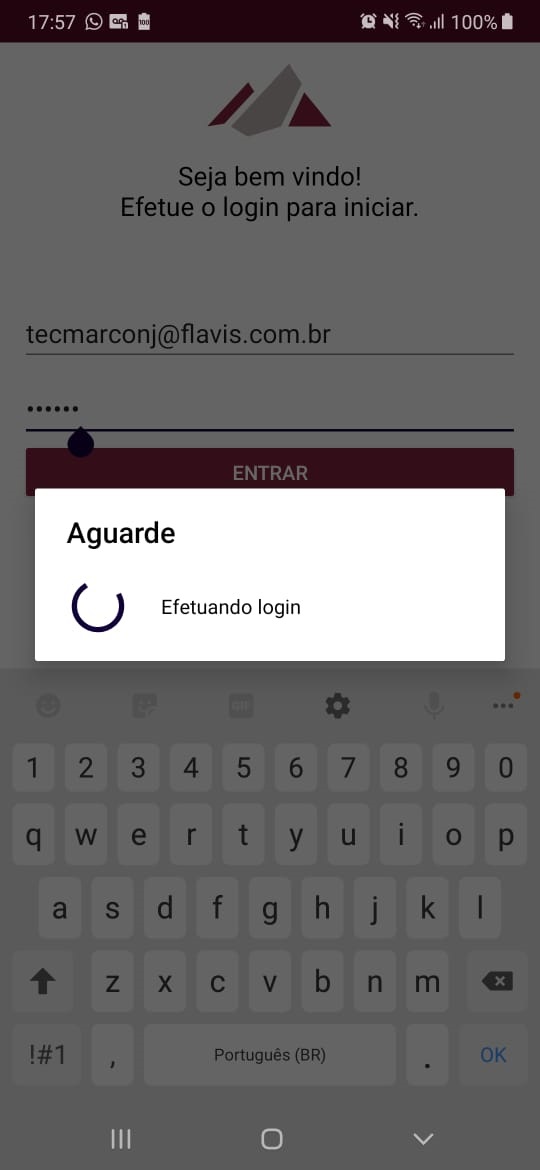 17:57 100%
Seja bem vindo!
Efetue o login para iniciar.
tecmarconj@flavis.com.br
••••••
ENTRAR
Aguarde
Efetuando login
GIF
1 2 3 4 5 6 7 8 9 0
q w e r t y u i o p
a s d f g h j k l
z x c v b n m
!#1 , Português (BR) . OK